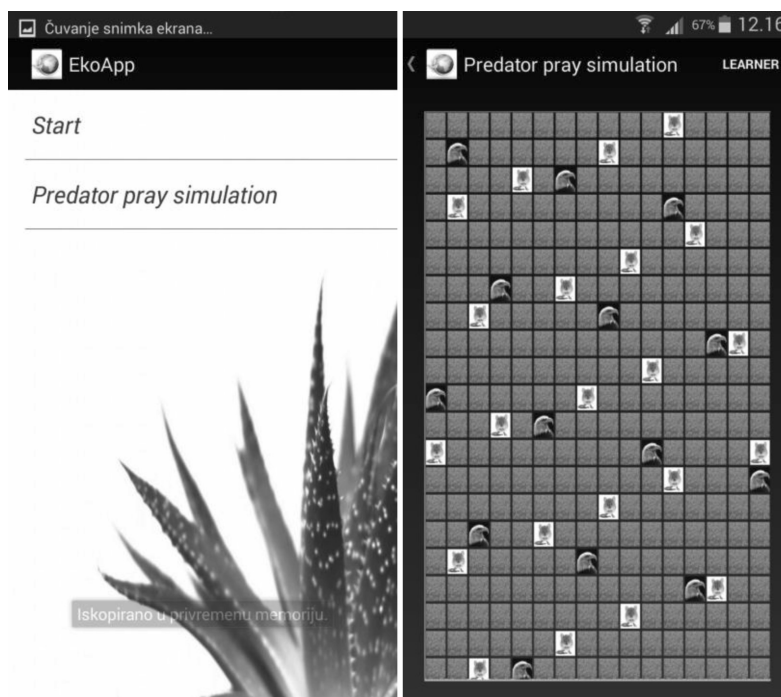 Čuvanje snimka ekrana...
EkoApp
Start
Predator pray simulation
Iskopirano u privremenu memoriju.
67% 12.16
Predator pray simulation LEARNER